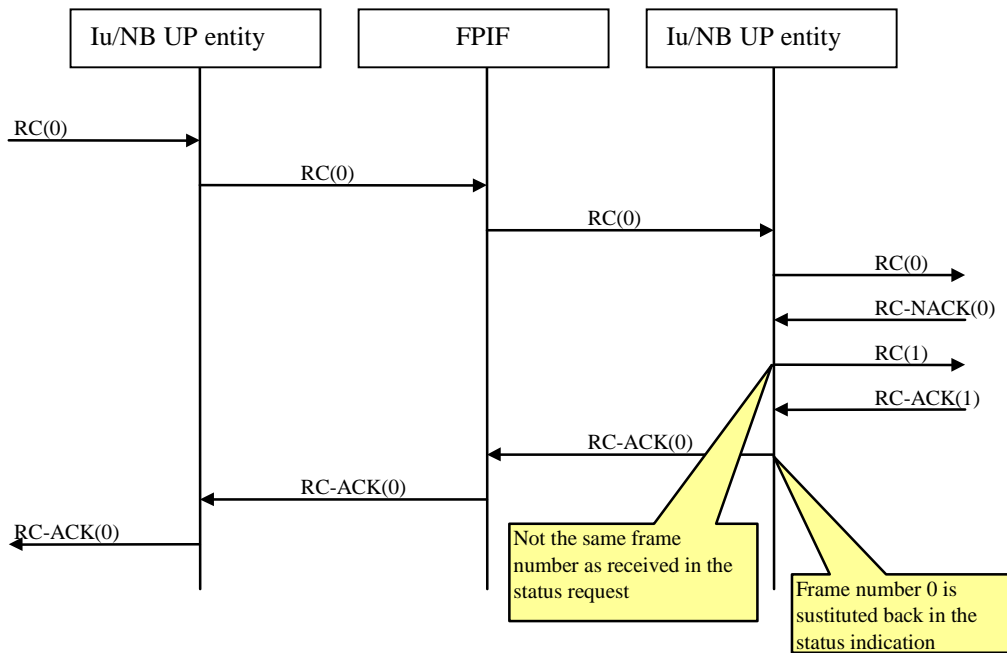 Iu/NB UP entity
FPIF
Iu/NB UP entity
RC(0)
RC(0)
RC(0)
RC(0)
RC-NACK(0)
RC(1)
RC-ACK(1)
RC-ACK(0)
RC-ACK(0)
RC-ACK(0)
Not the same frame
number as received in the
status request
Frame number 0 is
sustituted back in the
status indication